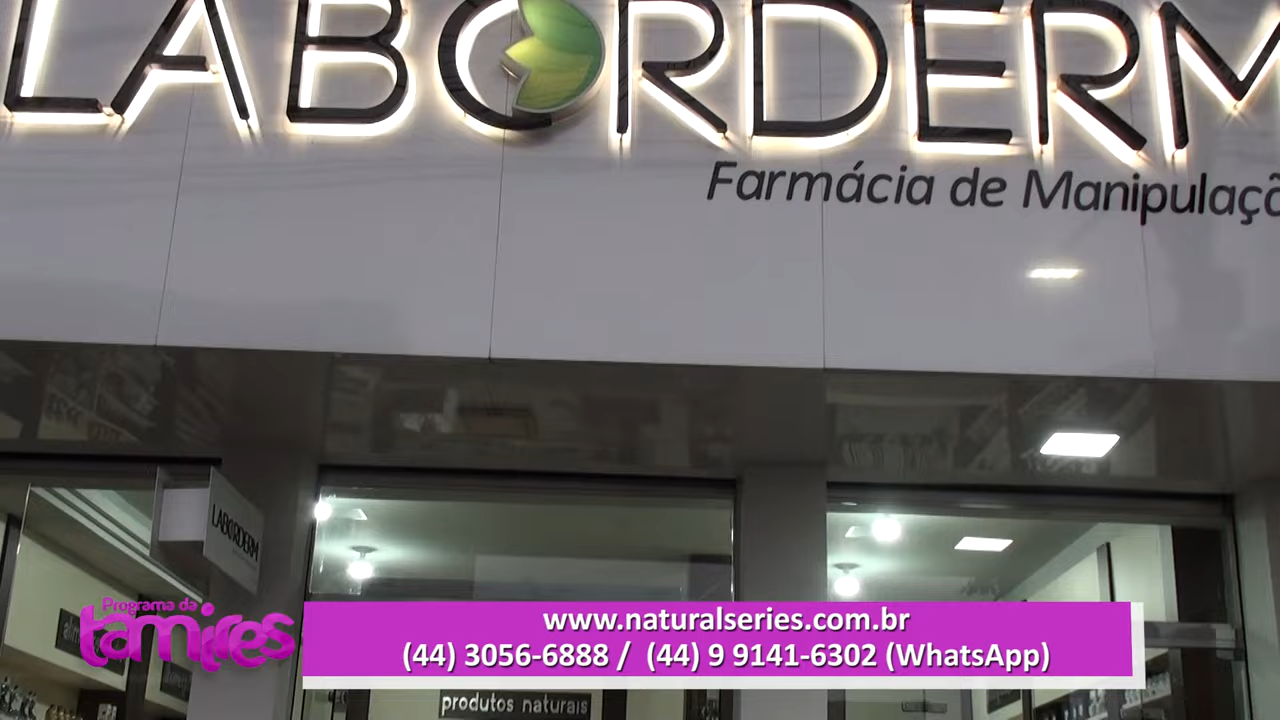 LABORDERM
Farmácia de Manipulaçã
LABORDERM
Programa da
tamires
www.naturalseries.com.br
(44) 3056-6888 / (44) 9 9141-6302 (WhatsApp)
produtos naturais